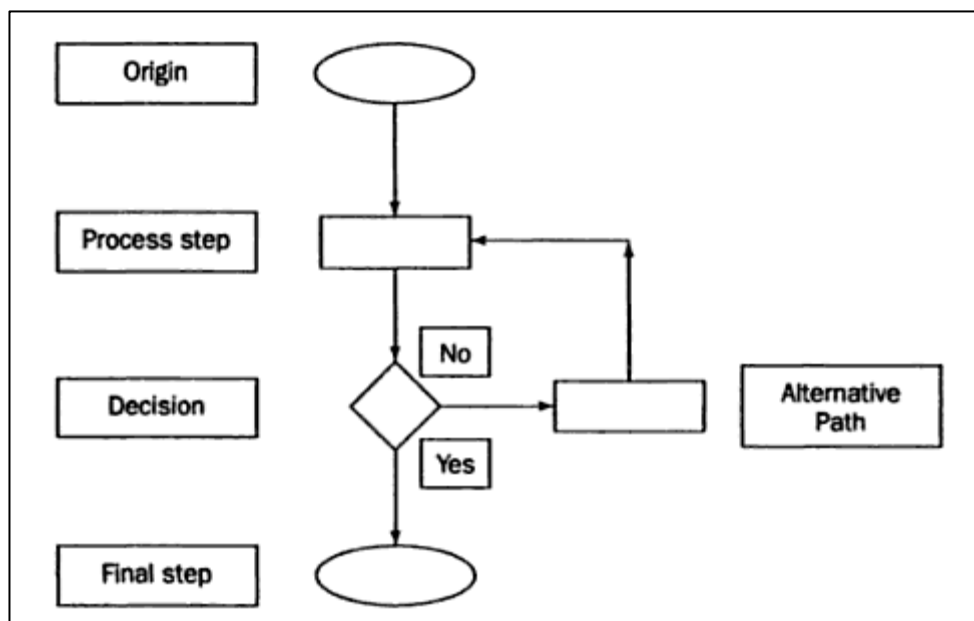 Origin
Process step
No
Decision
Alternative
Path
Yes
Final step